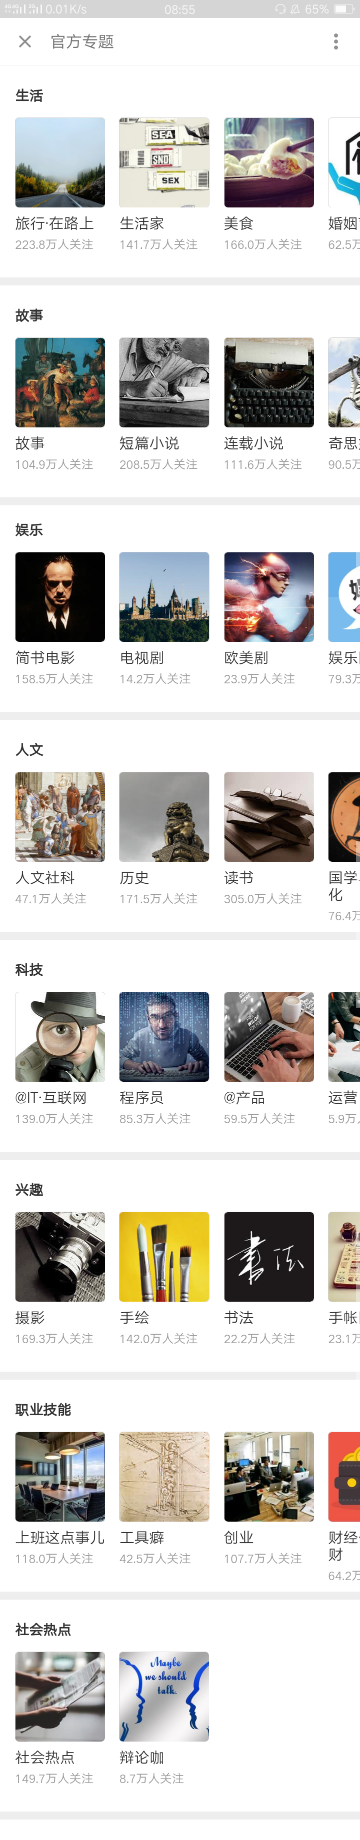 0.01K/s 08:55 65%
官方专题
生活
SEA
SND
SEX
旅行·在路上 生活家 美食 婚姻
223.8万人关注 141.7万人关注 166.0万人关注 62.5万
故事
故事 短篇小说 连载小说 奇思
104.9万人关注 208.5万人关注 111.6万人关注 90.5万
娱乐
简书电影 电视剧 欧美剧 娱乐
158.5万人关注 14.2万人关注 23.9万人关注 79.3万
人文
人文社科 历史 读书 国学
化
47.1万人关注 171.5万人关注 305.0万人关注 76.4万
科技
@IT·互联网 程序员 @产品 运营
139.0万人关注 85.3万人关注 59.5万人关注 5.9万
兴趣
书法
摄影 手绘 书法 手帐
169.3万人关注 142.0万人关注 22.2万人关注 23.1万
职业技能
上班这点事儿 工具癖 创业 财经
财
118.0万人关注 42.5万人关注 107.7万人关注 64.2万
社会热点
Maybe
we should
talk.
社会热点 辩论咖
149.7万人关注 8.7万人关注